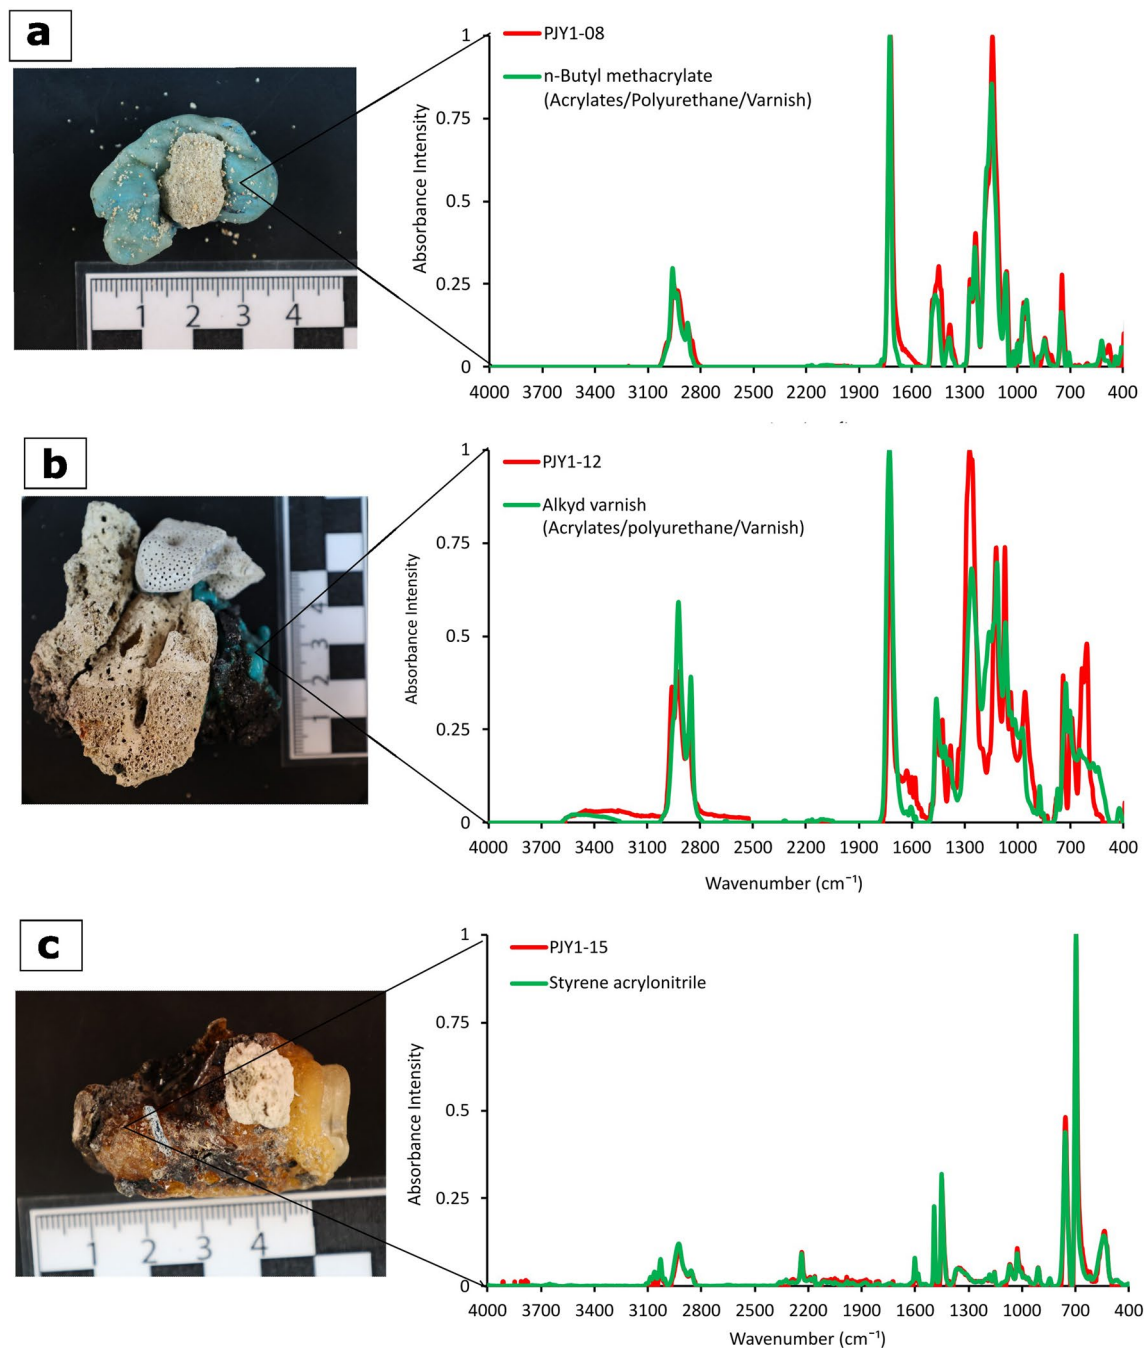 a
PJY1-08
n-Butyl methacrylate
(Acrylates/Polyurethane/Varnish)
Absorbance Intensity
1
0.75
0.5
0.25
0
4000 3700 3400 3100 2800 2500 2200 1900 1600 1300 1000 700 400
1 2 3 4
b
PJY1-12
Alkyd varnish
(Acrylates/polyurethane/Varnish)
Absorbance Intensity
1
0.75
0.5
0.25
0
4000 3700 3400 3100 2800 2500 2200 1900 1600 1300 1000 700 400
Wavenumber (cm⁻¹)
4
3
2
1
c
PJY1-15
Styrene acrylonitrile
Absorbance Intensity
1
0.75
0.5
0.25
0
4000 3700 3400 3100 2800 2500 2200 1900 1600 1300 1000 700 400
Wavenumber (cm⁻¹)
1 2 3 4